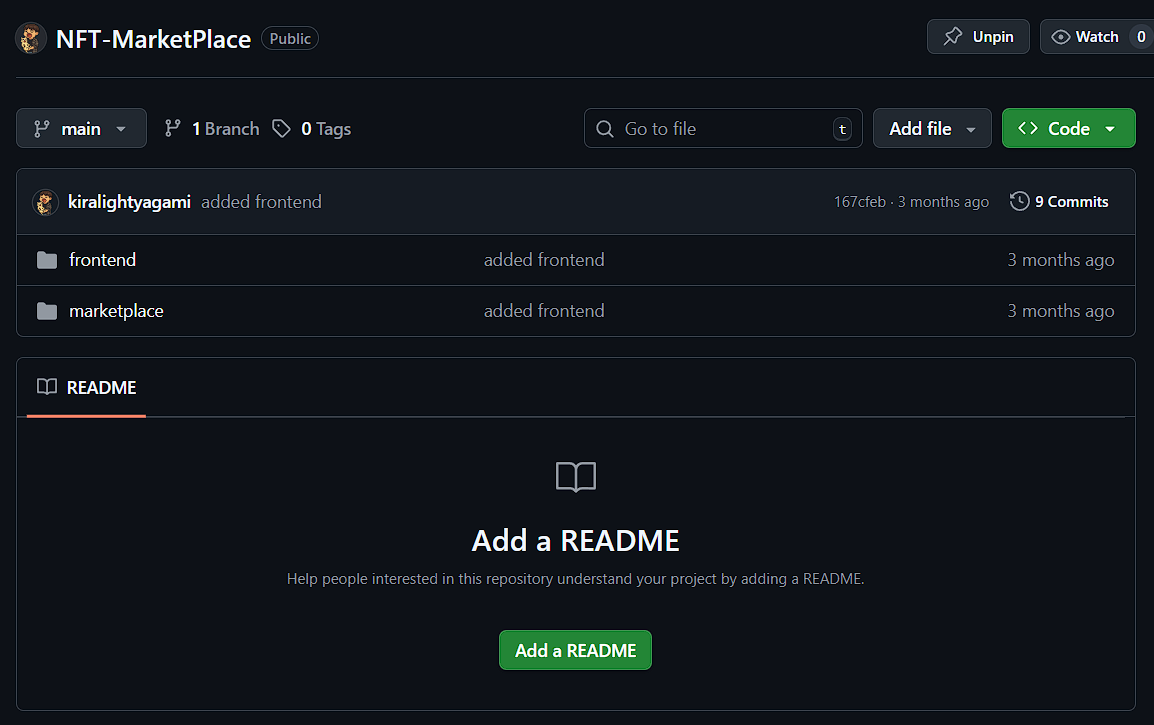 NFT-MarketPlace Public Unpin Watch 0
main 1 Branch 0 Tags Go to file t Add file Code
kiralightyagami added frontend 167cfeb · 3 months ago 9 Commits
frontend added frontend 3 months ago
marketplace added frontend 3 months ago
README
Add a README
Help people interested in this repository understand your project by adding a README.
Add a README